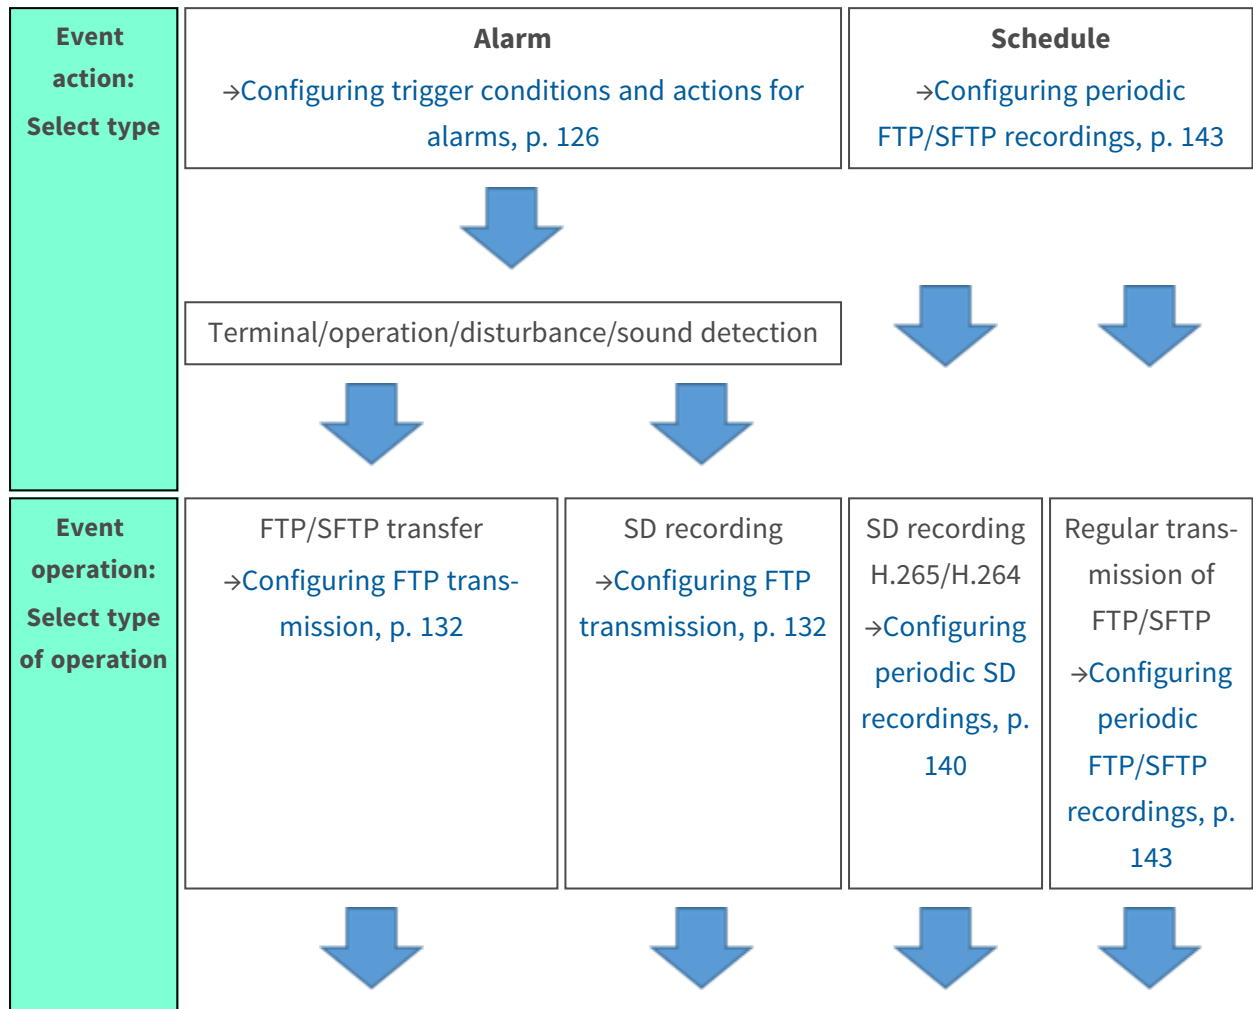 Event
action:
Select type
Alarm
→Configuring trigger conditions and actions for
alarms, p. 126
Schedule
→Configuring periodic
FTP/SFTP recordings, p. 143
Terminal/operation/disturbance/sound detection
Event
operation:
Select type
of operation
FTP/SFTP transfer
→Configuring FTP trans-
mission, p. 132
SD recording
→Configuring FTP
transmission, p. 132
SD recording
H.265/H.264
→Configuring
periodic SD
recordings, p.
140
Regular trans-
mission of
FTP/SFTP
→Configuring
periodic
FTP/SFTP
recordings, p.
143